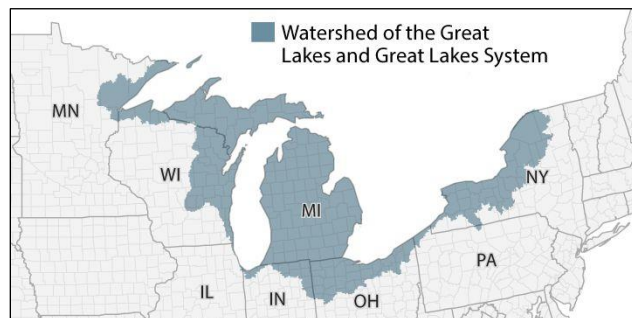 Watershed of the Great
Lakes and Great Lakes System
MN
WI
MI
NY
PA
IL
IN
OH